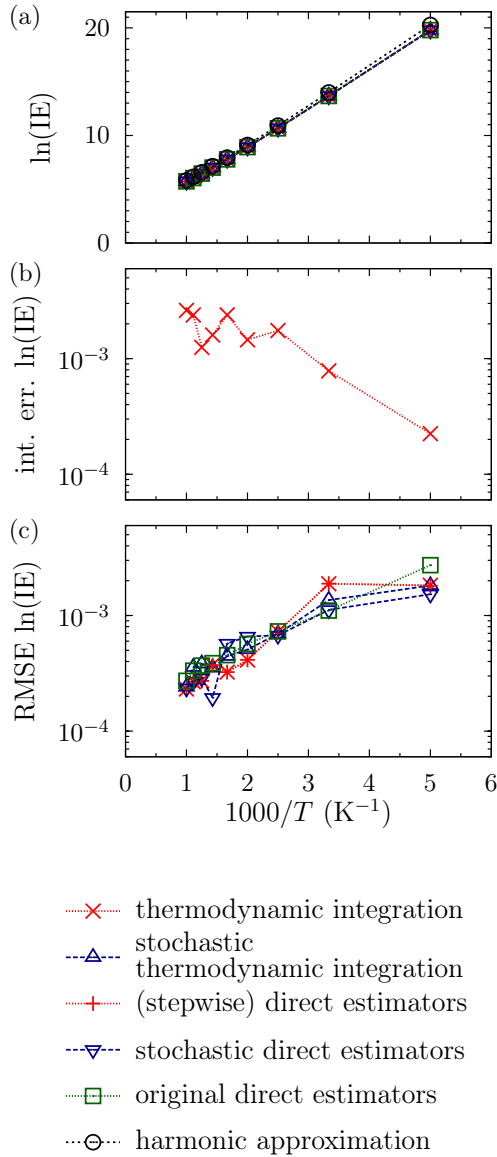 (a)
20
10
0
ln(IE)
(b)
10⁻³
10⁻⁴
int. err. ln(IE)
(c)
10⁻³
10⁻⁴
RMSE ln(IE)
0 1 2 3 4 5 6
1000/T (K⁻¹)
thermodynamic integration
stochastic
thermodynamic integration
(stepwise) direct estimators
stochastic direct estimators
original direct estimators
harmonic approximation